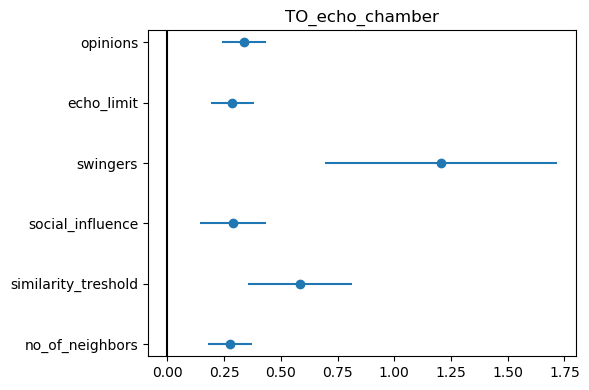 TO_echo_chamber
opinions
echo_limit
swingers
social_influence
similarity_treshold
no_of_neighbors
0.00 0.25 0.50 0.75 1.00 1.25 1.50 1.75